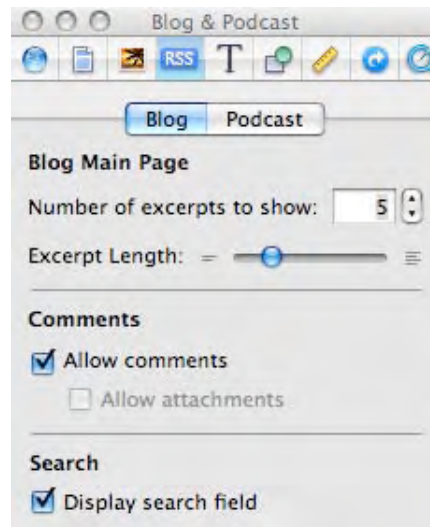 Blog & Podcast
RSS T
Blog Podcast
Blog Main Page
Number of excerpts to show: 5
Excerpt Length:
Comments
Allow comments
Allow attachments
Search
Display search field